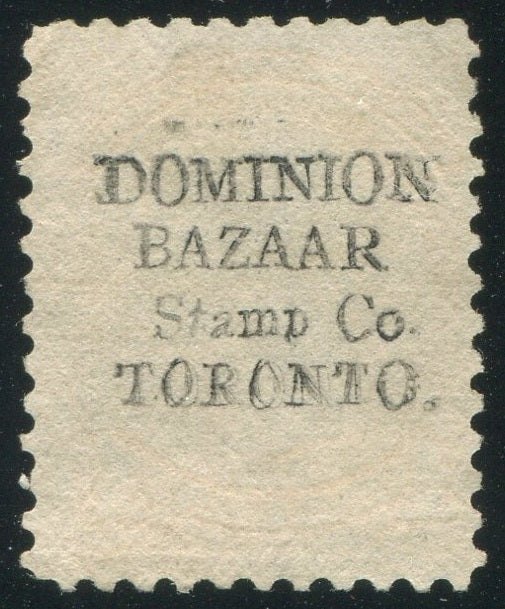 DOMINION
BAZAAR
Stamp Co.
TORONTO.